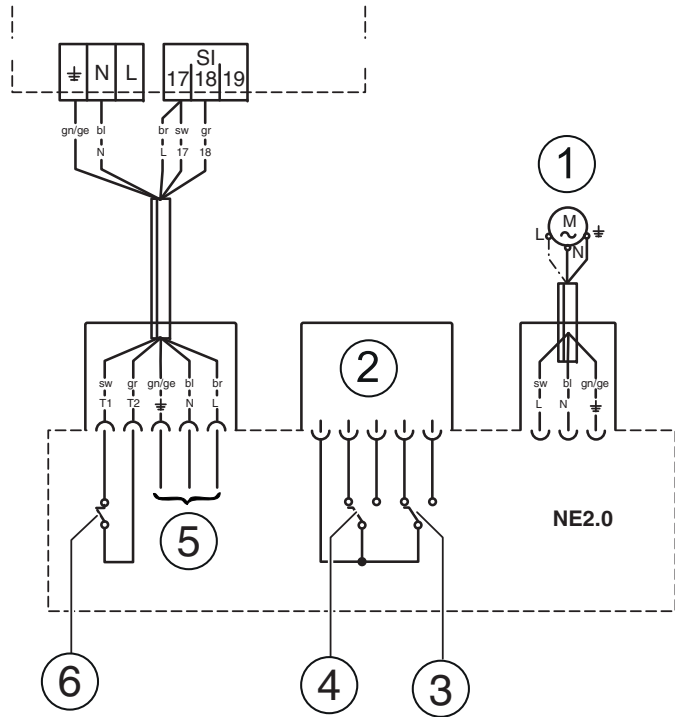 SI
⏚ N L 17 18 19
gn/ge bl br sw gr
N L 17 18
1
M
L N ⏚
2
sw gr gn/ge bl br
T1 T2 ⏚ N L
sw bl gn/ge
L N ⏚
5
NE2.0
6
4
3